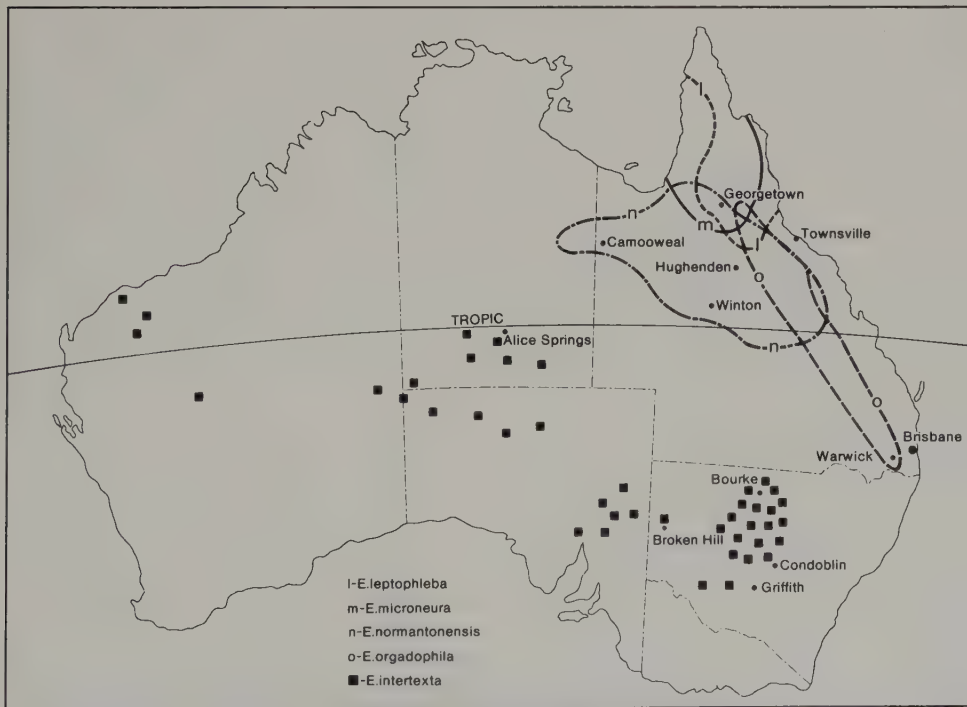 l
Georgetown
n
m
Townsville
Camooweal
l
Hughenden
o
Winton
TROPIC
Alice Springs
n
o
Brisbane
Warwick
Bourke
Broken Hill
Condoblin
l-E.leptophleba
Griffith
m-E.microneura
n-E.normantonensis
o-E.orgadophila
■-E.intertexta